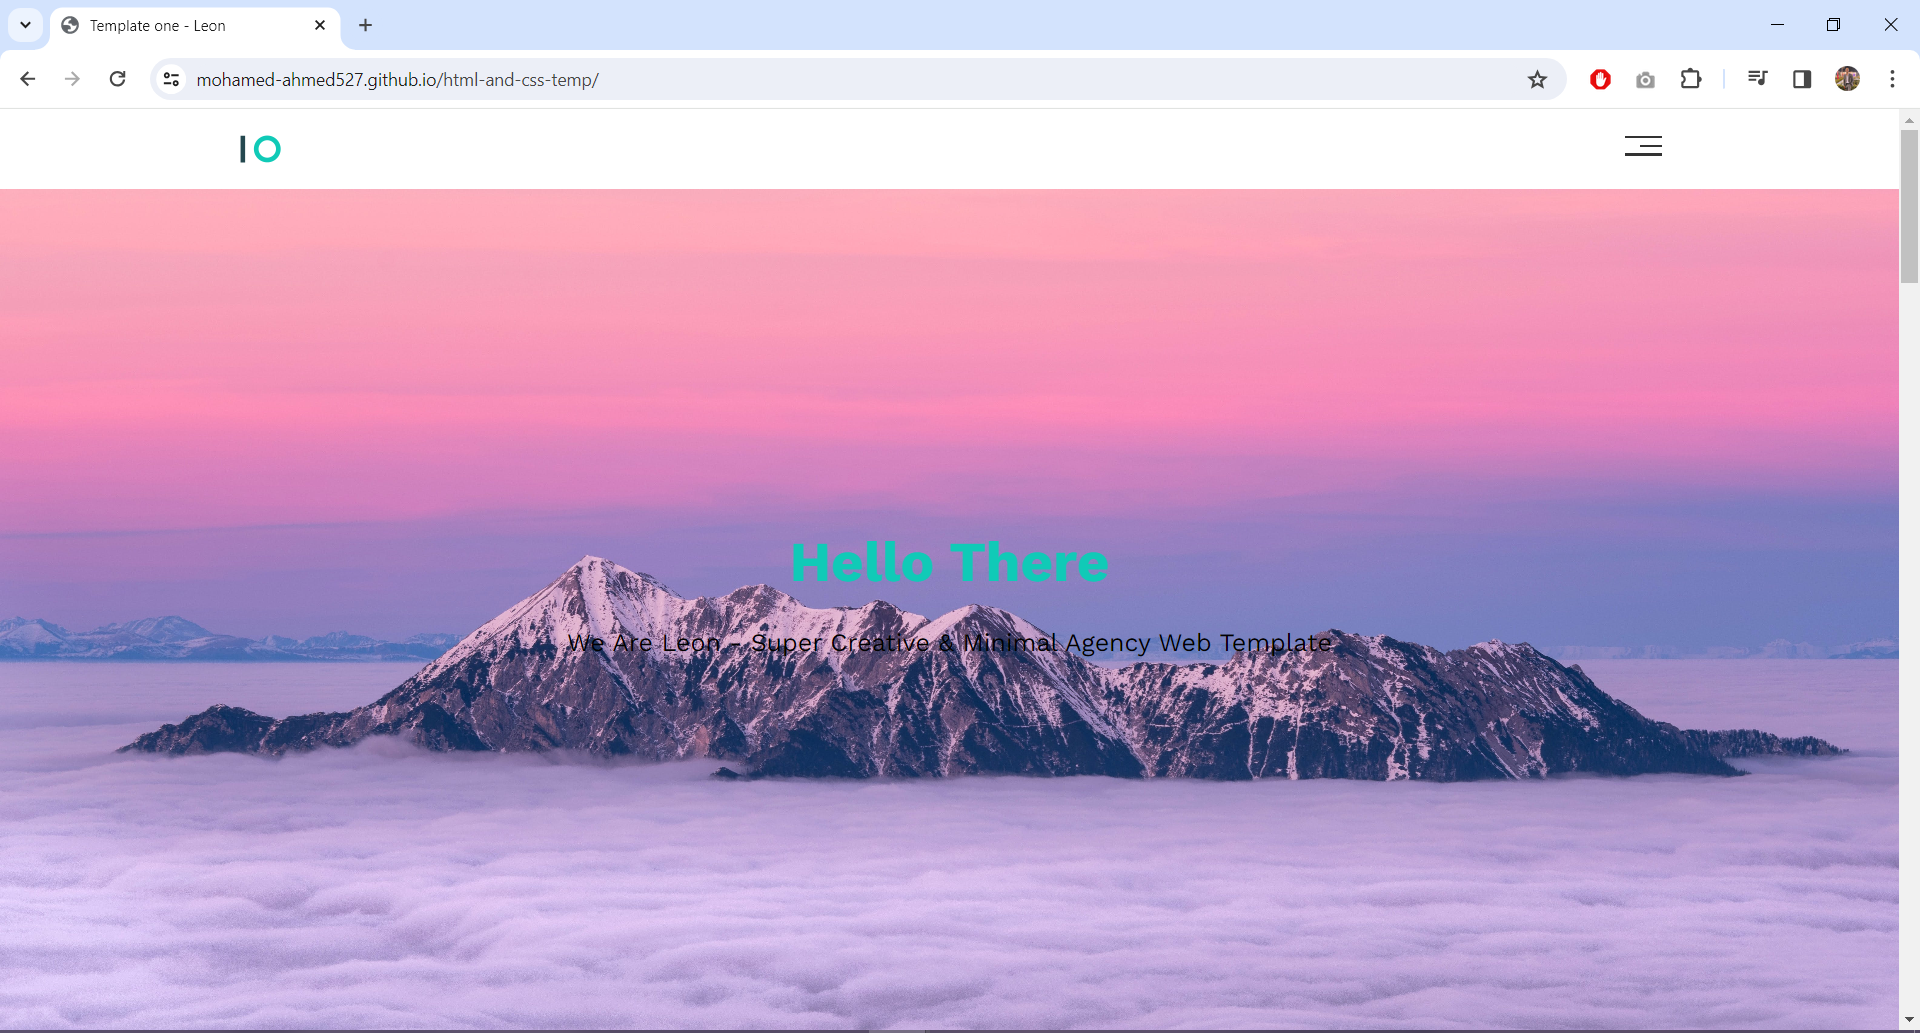 Template one - Leon
mohamed-ahmed527.github.io/html-and-css-temp/
IO
Hello There
We Are Leon - Super Creative & Minimal Agency Web Template